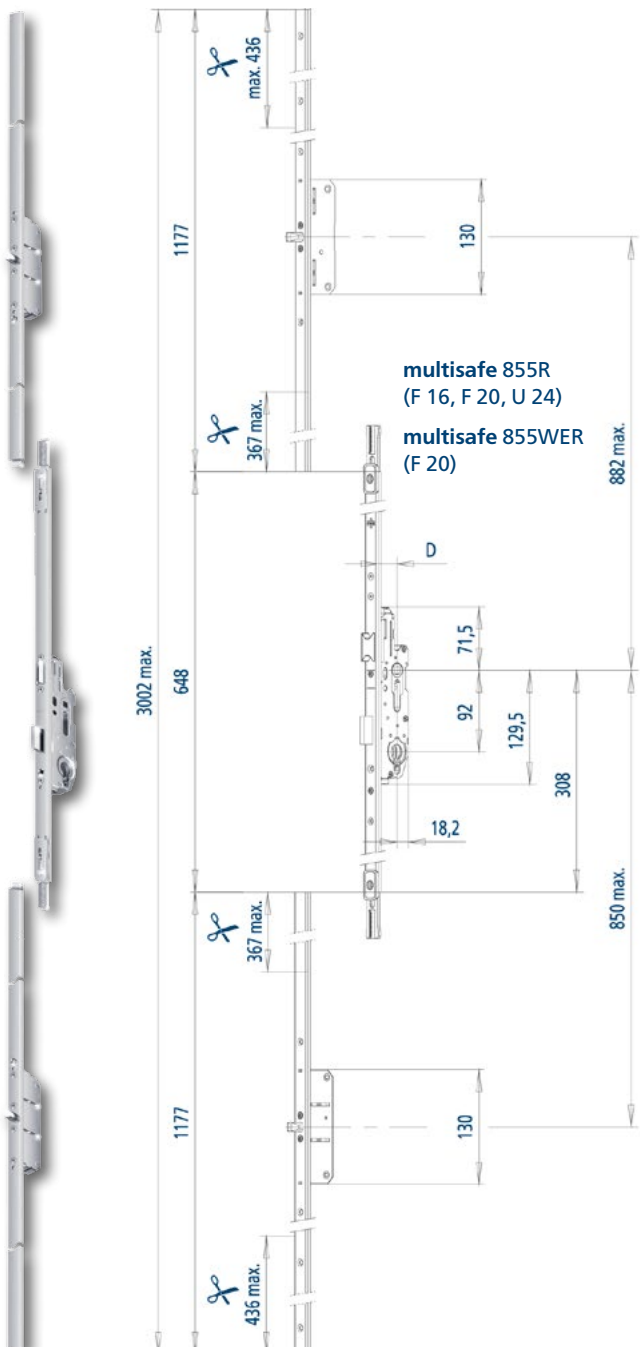 max. 436
1177
130
multisafe 855R
(F 16, F 20, U 24)
multisafe 855WER
(F 20)
367 max.
882 max.
D
71,5
3002 max.
648
92
129,5
308
18,2
367 max.
850 max.
1177
130
436 max.